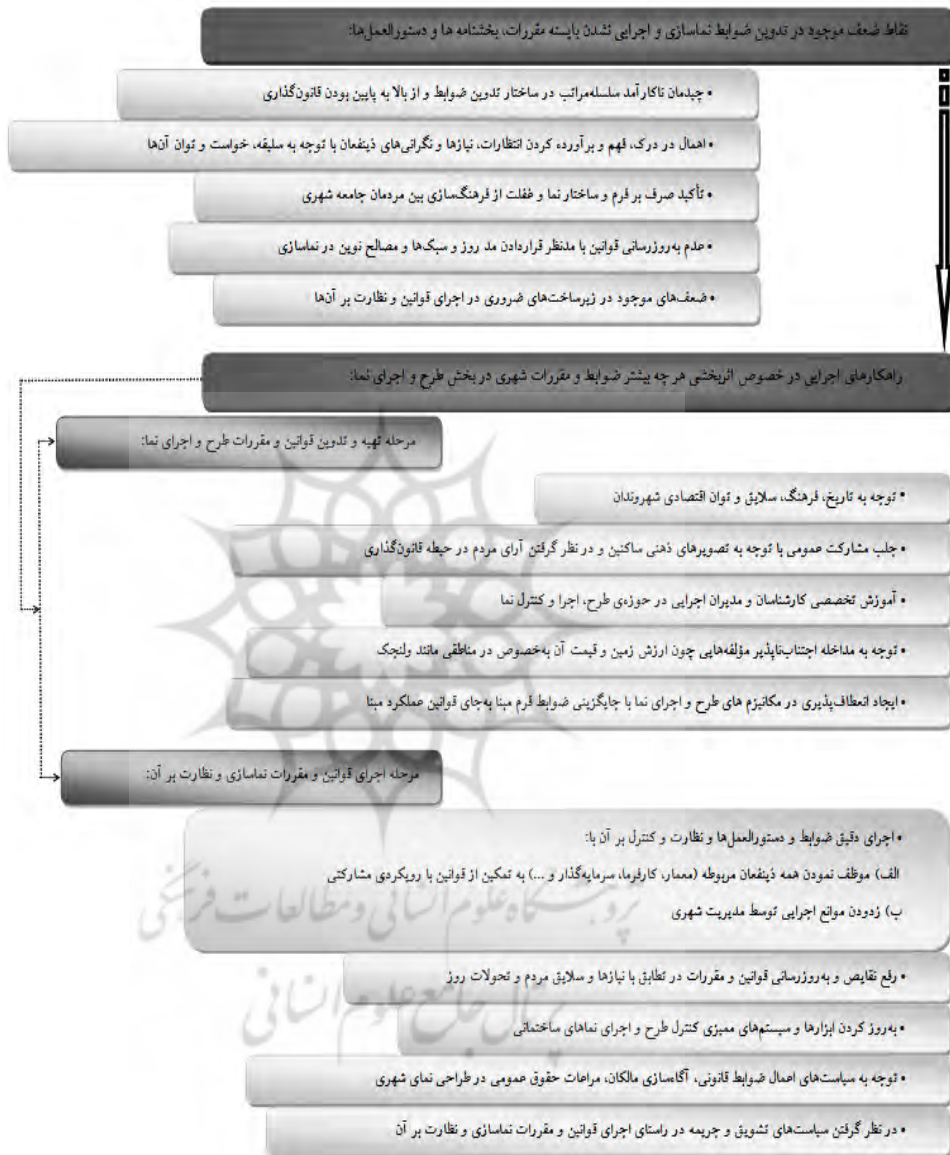 نقاط ضعف موجود در تدوین ضوابط نماسازی و اجرایی نشدن بایسته مقررات، بخشنامه ها و دستورالعمل‌ها:
• چیدمان ناکارآمد سلسله‌مراتب در ساختار تدوین ضوابط و از بالا به پایین بودن قانون‌گذاری
• اهمال در درک، فهم و برآورده کردن انتظارات، نیازها و نگرانی‌های ذینفعان با توجه به سلیقه، خواست و توان آن‌ها
• تأکید صرف بر فرم و ساختار نما و غفلت از فرهنگ‌سازی بین مردمان جامعه شهری
• عدم به‌روزرسانی قوانین با مدنظر قراردادن مد روز و سبک‌ها و مصالح نوین در نماسازی
• ضعف‌های موجود در زیرساخت‌های ضروری در اجرای قوانین و نظارت بر آن‌ها
راهکارهای اجرایی در خصوص اثربخشی هر چه بیشتر ضوابط و مقررات شهری در بخش طرح و اجرای نما:
مرحله تهیه و تدوین قوانین و مقررات طرح و اجرای نما:
• توجه به تاریخ، فرهنگ، سلایق و توان اقتصادی شهروندان
• جلب مشارکت عمومی با توجه به تصویرهای ذهنی ساکنین و در نظر گرفتن آرای مردم در حیطه قانون‌گذاری
• آموزش تخصصی کارشناسان و مدیران اجرایی در حوزه‌ی طرح، اجرا و کنترل نما
• توجه به مداخله اجتناب‌ناپذیر مؤلفه‌هایی چون ارزش زمین و قیمت آن به‌خصوص در مناطقی مانند ولنجک
• ایجاد انعطاف‌پذیری در مکانیزم های طرح و اجرای نما با جایگزینی ضوابط فرم مبنا به‌جای قوانین عملکرد مبنا
مرحله اجرای قوانین و مقررات نماسازی و نظارت بر آن:
• اجرای دقیق ضوابط و دستورالعمل‌ها و نظارت و کنترل بر آن با:
الف) موظف نمودن همه ذینفعان مربوطه (معمار، کارفرما، سرمایه‌گذار و ...) به تمکین از قوانین با رویکردی مشارکتی
ب) زدودن موانع اجرایی توسط مدیریت شهری
پژوهشگاه علوم انسانی و مطالعات فرهنگی
• رفع نقایص و به‌روزرسانی قوانین و مقررات در تطابق با نیازها و سلایق مردم و تحولات روز
پرتال جامع علوم انسانی
• به‌روز کردن ابزارها و سیستم‌های ممیزی کنترل طرح و اجرای نماهای ساختمانی
• توجه به سیاست‌های اعمال ضوابط قانونی، آگاه‌سازی مالکان، مراعات حقوق عمومی در طراحی نمای شهری
• در نظر گرفتن سیاست‌های تشویق و جریمه در راستای اجرای قوانین و مقررات نماسازی و نظارت بر آن